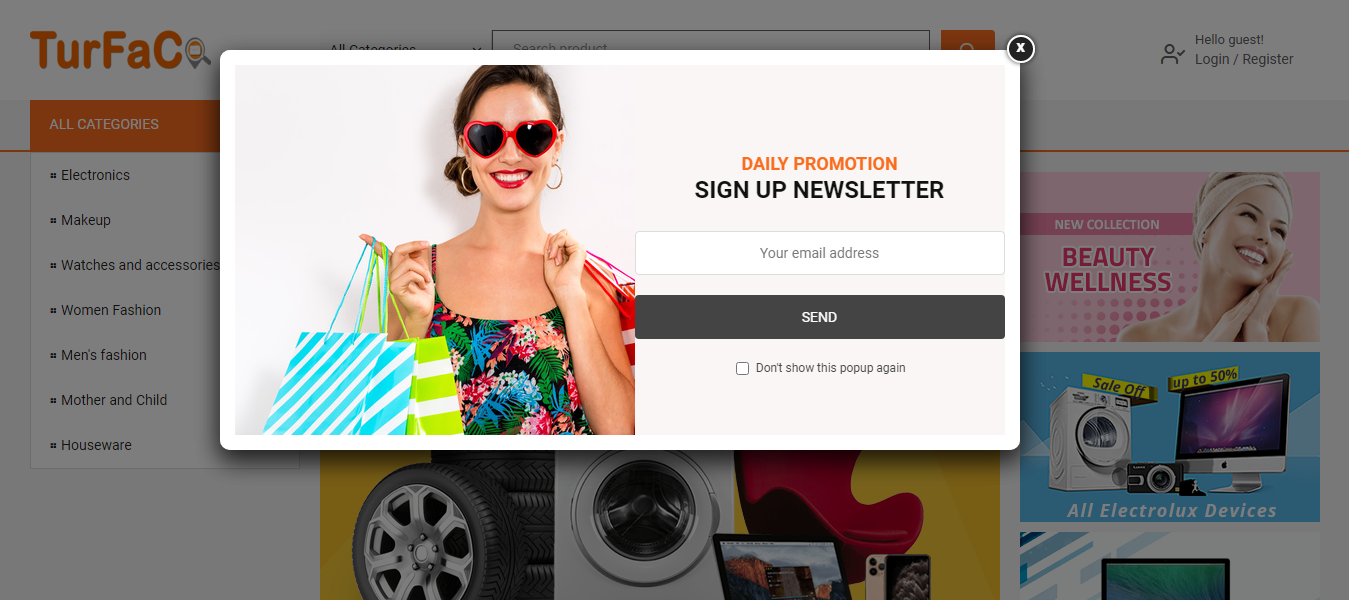 TurFaCo
All Categories
Search product
Hello guest!
Login / Register
x
ALL CATEGORIES
Electronics
Makeup
Watches and accessories
Women Fashion
Men's fashion
Mother and Child
Houseware
DAILY PROMOTION
SIGN UP NEWSLETTER
Your email address
SEND
Don't show this popup again
NEW COLLECTION
BEAUTY
WELLNESS
Sale Off
up to 50%
All Electrolux Devices